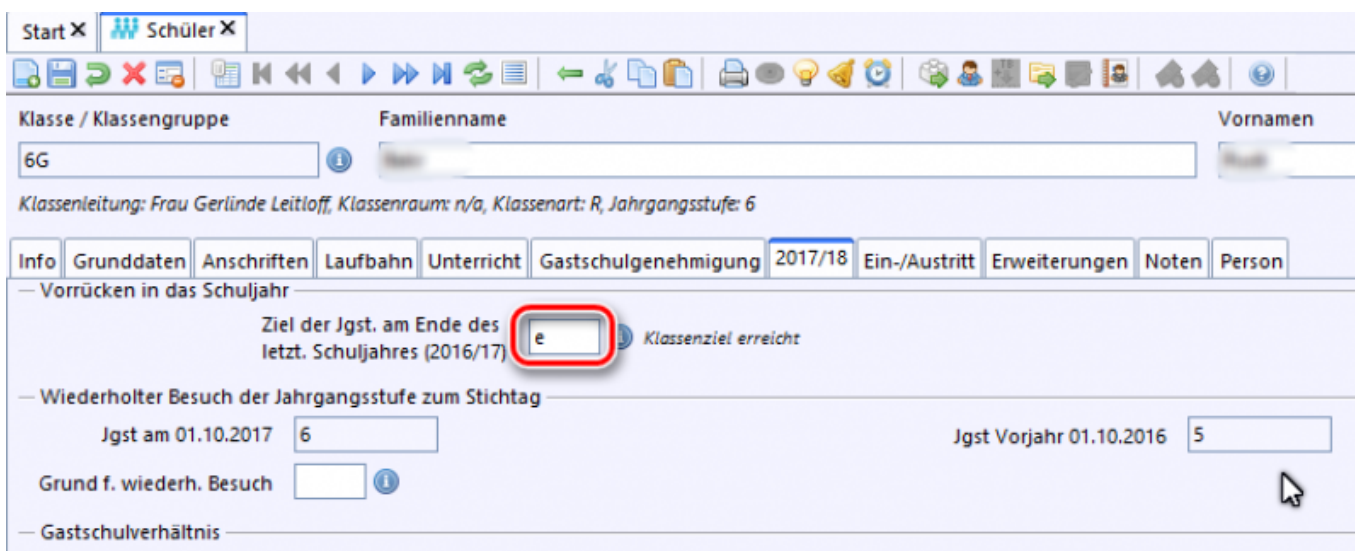 Start Schüler
Klasse / Klassengruppe Familienname Vornamen
6G
Klassenleitung: Frau Gerlinde Leitloff, Klassenraum: n/a, Klassenart: R, Jahrgangsstufe: 6
Info Grunddaten Anschriften Laufbahn Unterricht Gastschulgenehmigung 2017/18 Ein-/Austritt Erweiterungen Noten Person
Vorrücken in das Schuljahr
Ziel der Jgst. am Ende des
letzt. Schuljahres (2016/17) e Klassenziel erreicht
Wiederholter Besuch der Jahrgangsstufe zum Stichtag
Jgst am 01.10.2017 6 Jgst Vorjahr 01.10.2016 5
Grund f. wiederh. Besuch
Gastschulverhältnis